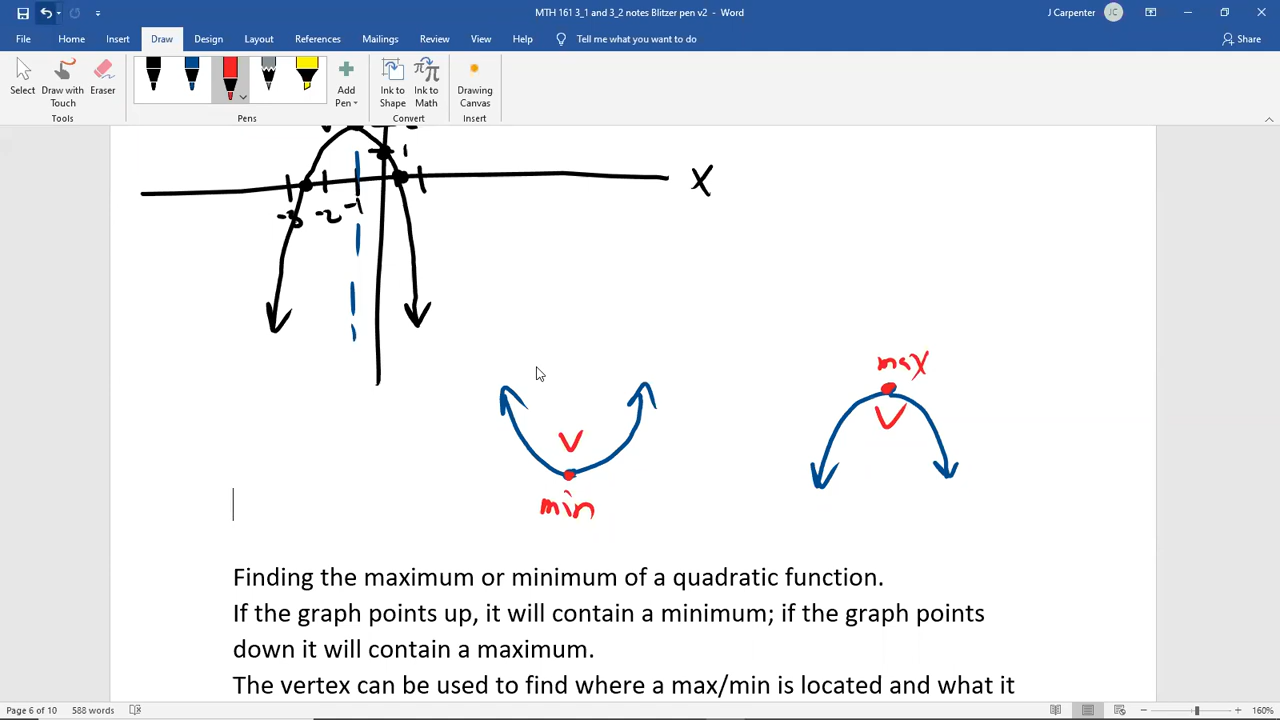 MTH 161 3_1 and 3_2 notes Blitzer pen v2 - Word
J Carpenter
JC
File Home Insert Draw Design Layout References Mailings Review View Help Tell me what you want to do
Share
Select
Draw with Touch
Eraser
Add Pen
Ink to Shape
Ink to Math
Drawing Canvas
Tools
Pens
Convert
Insert
1
X
-3 -2 -1
max
V
V
min
Finding the maximum or minimum of a quadratic function.
If the graph points up, it will contain a minimum; if the graph points
down it will contain a maximum.
The vertex can be used to find where a max/min is located and what it
Page 6 of 10 588 words
160%